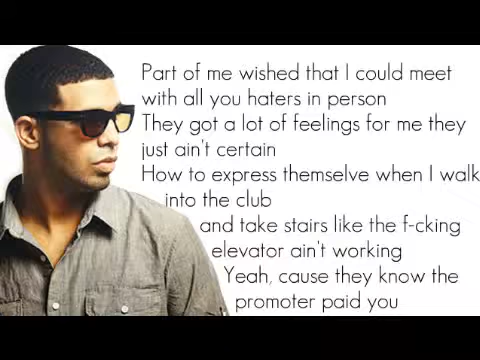 Part of me wished that I could meet
with all you haters in person
They got a lot of feelings for me they
just ain't certain
How to express themselve when I walk
into the club
and take stairs like the f-cking
elevator ain't working
Yeah, cause they know the
promoter paid you